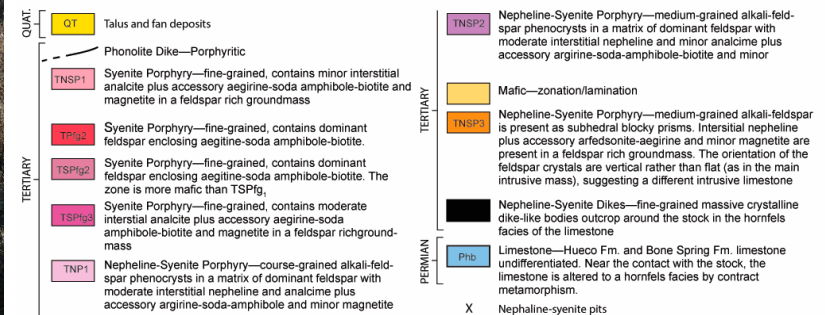 QUAT.
QT
Talus and fan deposits
TERTIARY
Phonolite Dike—Porphyritic
TNSP1
Syenite Porphyry—fine-grained, contains minor interstitial
analcite plus accessory aegirine-soda amphibole-biotite and
magnetite in a feldspar rich groundmass
TPfg2
Syenite Porphyry—fine-grained, contains dominant
feldspar enclosing aegitine-soda amphibole-biotite.
TSPfg2
Syenite Porphyry—fine-grained, contains dominant
feldspar enclosing aegitine-soda amphibole-biotite. The
zone is more mafic than TSPfg1
TSPfg3
Syenite Porphyry—fine-grained, contains moderate
interstial analcite plus accessory aegirine-soda
amphibole-biotite and magnetite in a feldspar richground-
mass
TNP1
Nepheline-Syenite Porphyry—course-grained alkali-feld-
spar phenocrysts in a matrix of dominant feldspar with
moderate interstitial nepheline and analcime plus
accessory argirine-soda-amphibole and minor magnetite
TERTIARY
TNSP2
Nepheline-Syenite Porphyry—medium-grained alkali-feld-
spar phenocrysts in a matrix of dominant feldspar with
moderate interstitial nepheline and minor analcime plus
accessory argirine-soda-amphibole-biotite and minor
Mafic—zonation/lamination
TNSP3
Nepheline-Syenite Porphyry—medium-grained alkali-feldspar
is present as subhedral blocky prisms. Intersitial nepheline
plus accessory arfedsonite-aegirine and minor magnetite are
present in a feldspar rich groundmass. The orientation of the
feldspar crystals are vertical rather than flat (as in the main
intrusive mass), suggesting a different intrusive limestone
Nepheline-Syenite Dikes—fine-grained massive crystalline
dike-like bodies outcrop around the stock in the hornfels
facies of the limestone
PERMIAN
Phb
Limestone—Hueco Fm. and Bone Spring Fm. limestone
undifferentiated. Near the contact with the stock, the
limestone is altered to a hornfels facies by contract
metamorphism.
X
Nephaline-syenite pits